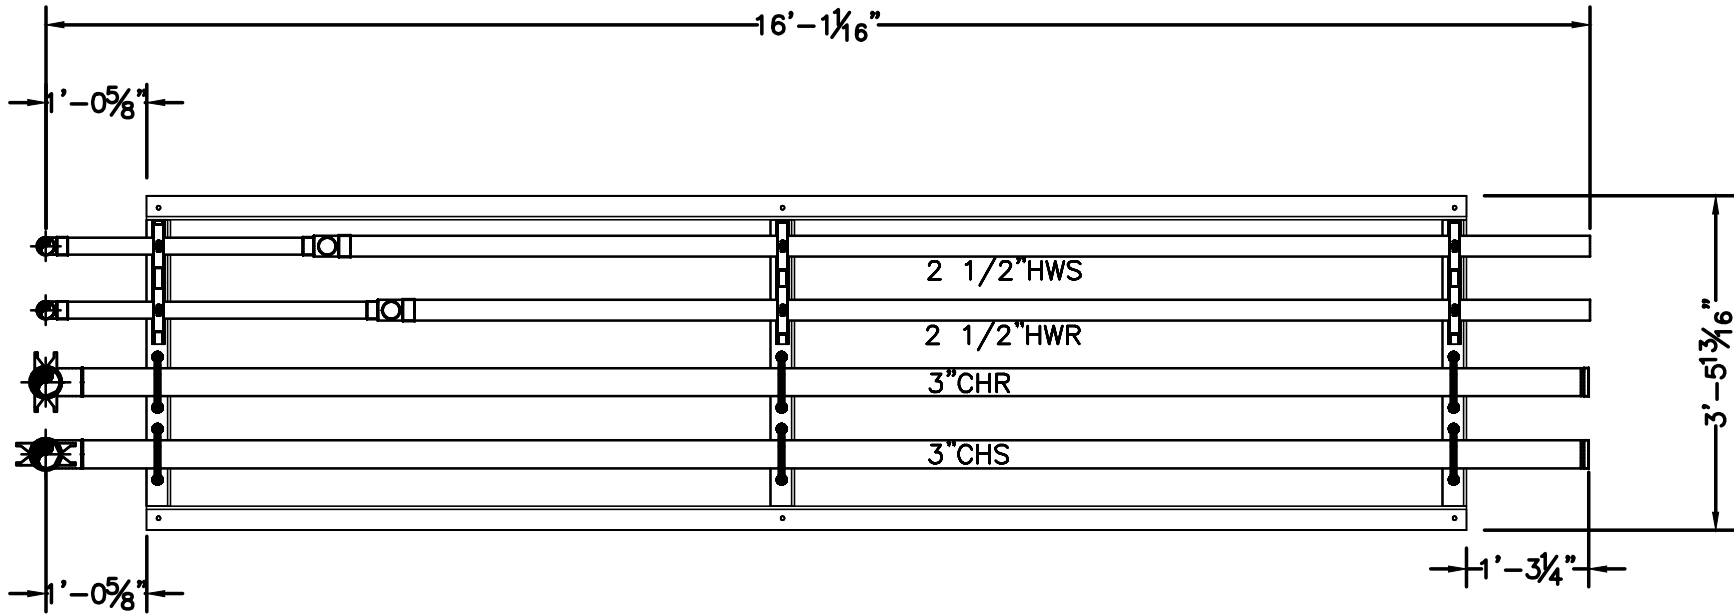 16'-1 1/16"
1'-0 5/8"
2 1/2"HWS
2 1/2"HWR
3"CHR
3"CHS
3'-5 13/16"
1'-0 5/8"
1'-3 1/4"